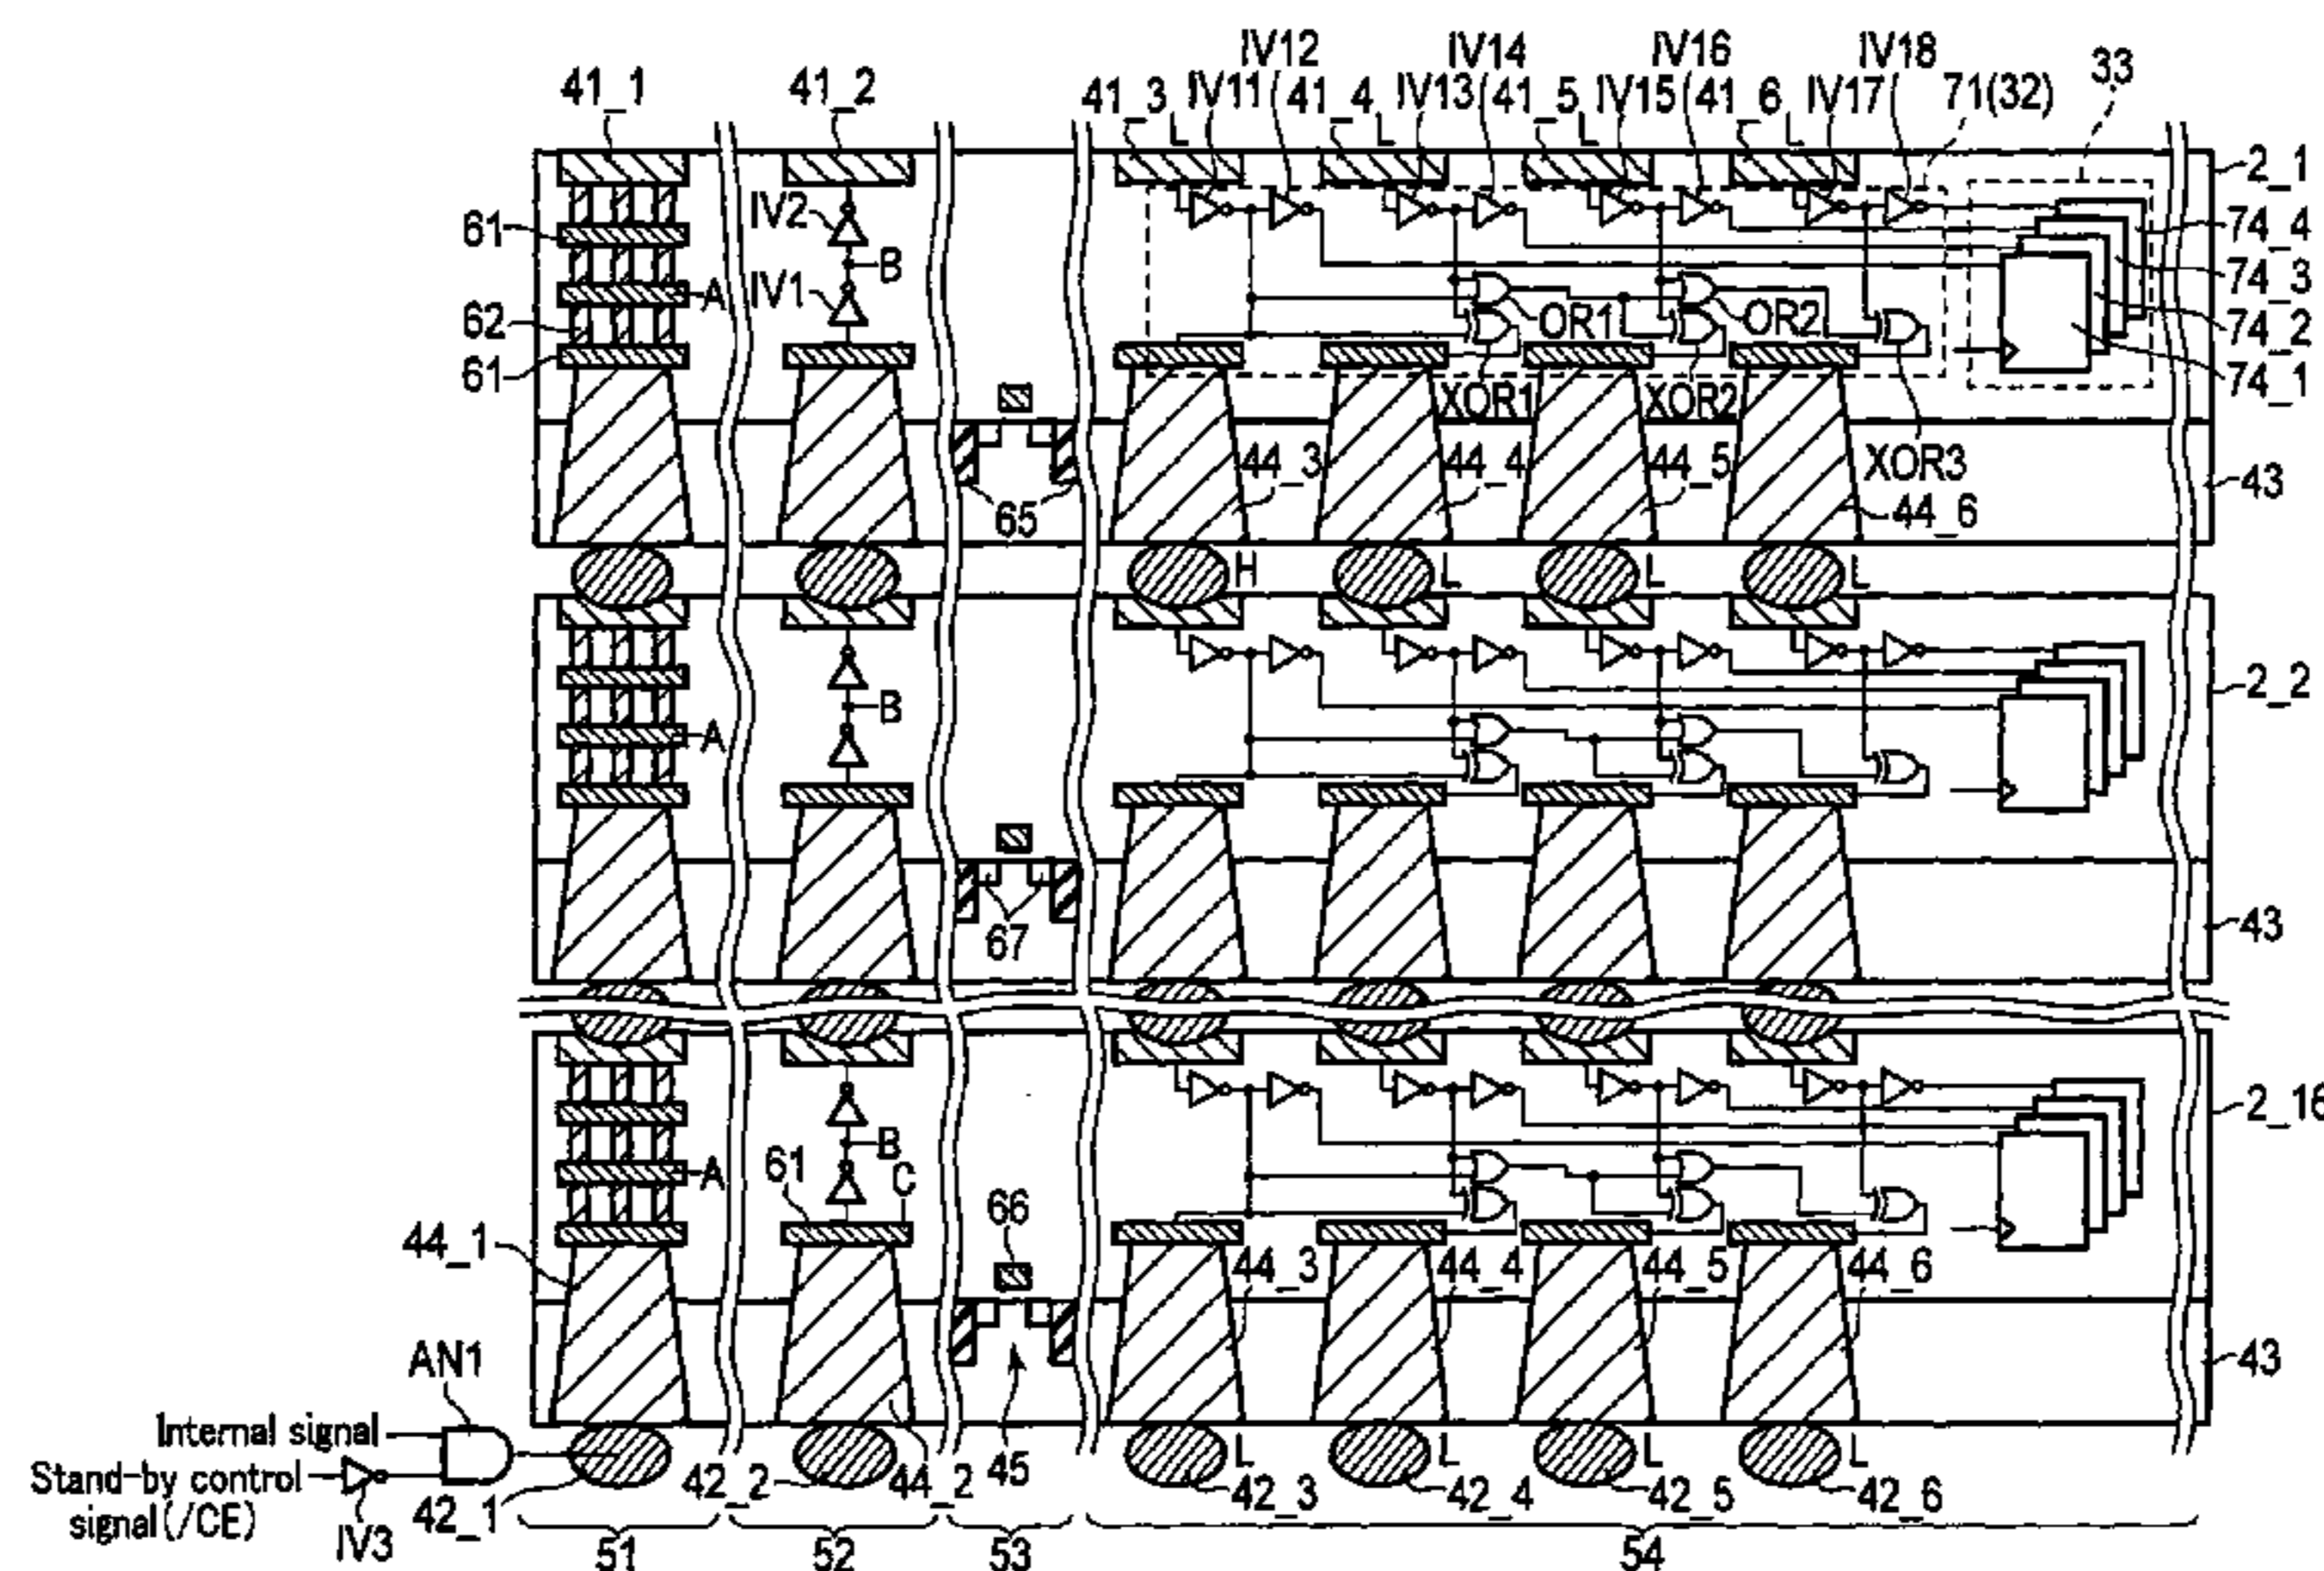 IV12 IV14 IV16 IV18
41_1 41_2 41_3 IV11 41_4 IV13 41_5 IV15 41_6 IV17 71(32) 33
L L L L
2_1
61 IV2 B 74_4
A IV1 74_3
62 OR1 OR2 74_2
61 74_1
XOR1 XOR2
44_3 44_4 44_5 XOR3 43
65 44_6
H L L L
2_2
B
A
67 43
2_16
B
A 61 C
66
44_1 44_3 44_4 44_5 44_6
AN1 43
Internal signal
L L L L
Stand-by control
signal(/CE) 42_1 42_2 44_2 45 42_3 42_4 42_5 42_6
IV3 51 52 53 54